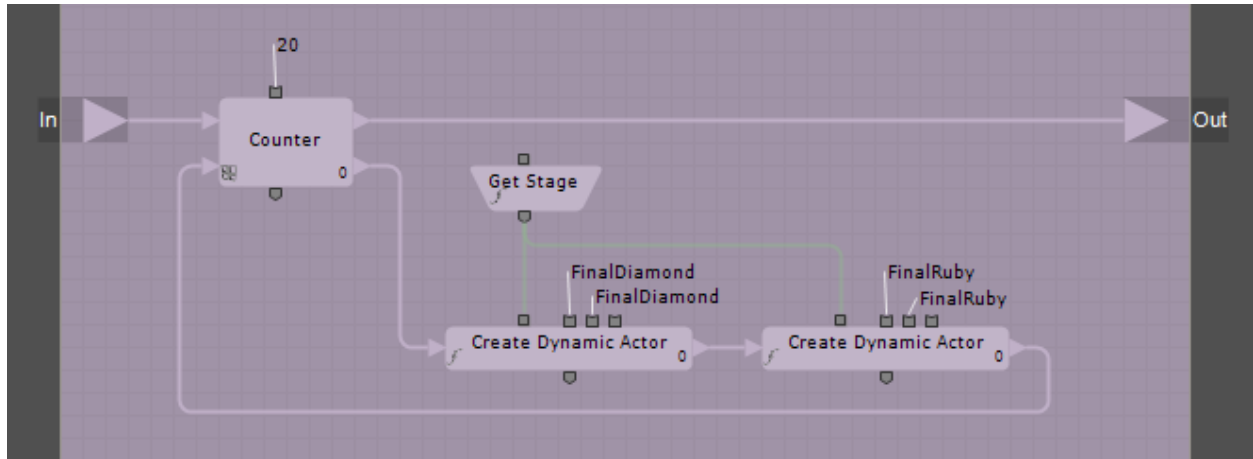 20
In
Counter
0
Out
Get Stage
FinalDiamond
FinalDiamond
FinalRuby
FinalRuby
Create Dynamic Actor
0
Create Dynamic Actor
0